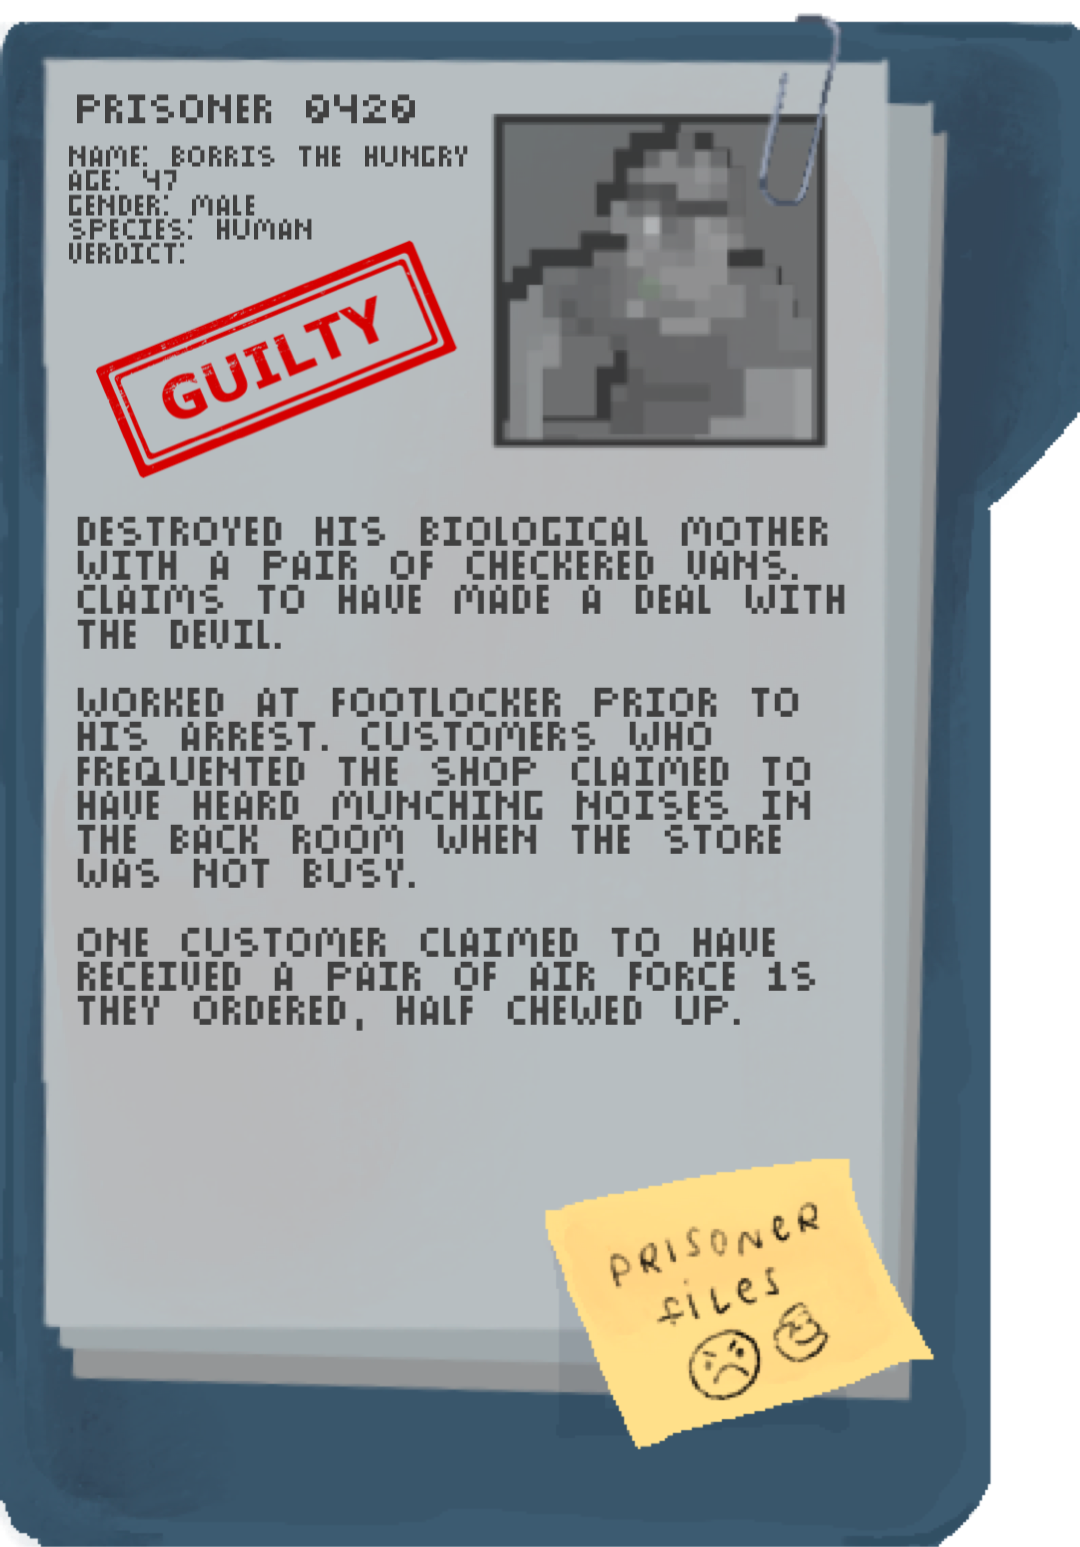 PRISONER 0420
NAME: BORRIS THE HUNGRY
AGE: 47
GENDER: MALE
SPECIES: HUMAN
VERDICT:
GUILTY
DESTROYED HIS BIOLOGICAL MOTHER
WITH A PAIR OF CHECKERED VANS.
CLAIMS TO HAVE MADE A DEAL WITH
THE DEVIL.
WORKED AT FOOTLOCKER PRIOR TO
HIS ARREST. CUSTOMERS WHO
FREQUENTED THE SHOP CLAIMED TO
HAVE HEARD MUNCHING NOISES IN
THE BACK ROOM WHEN THE STORE
WAS NOT BUSY.
ONE CUSTOMER CLAIMED TO HAVE
RECEIVED A PAIR OF AIR FORCE 1S
THEY ORDERED, HALF CHEWED UP.
PRISONER
files